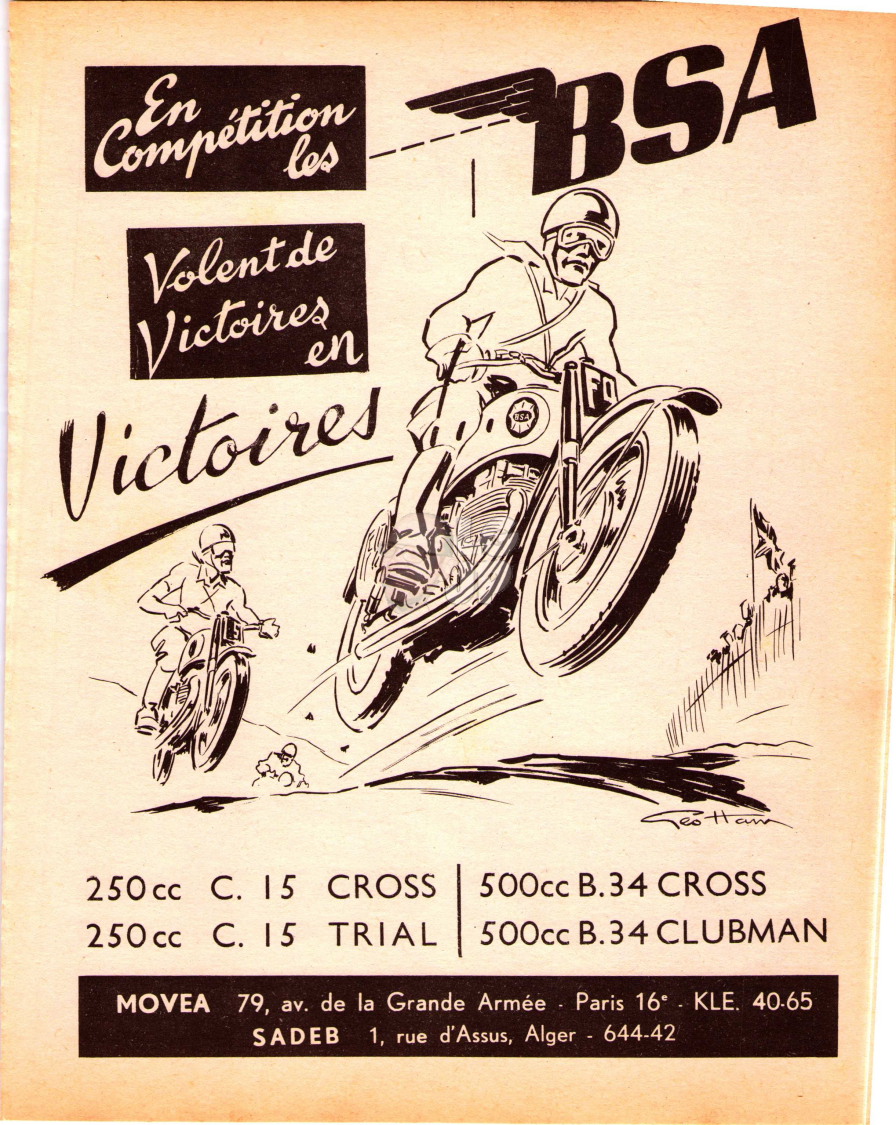 En
Compétition
les
BSA
Volent de
Victoires
en
Victoires
BSA
Geo Ham
250cc C. 15 CROSS
250cc C. 15 TRIAL
500cc B.34 CROSS
500cc B.34 CLUBMAN
MOVEA 79, av. de la Grande Armée - Paris 16e - KLE. 40-65
SADEB 1, rue d'Assus, Alger - 644-42